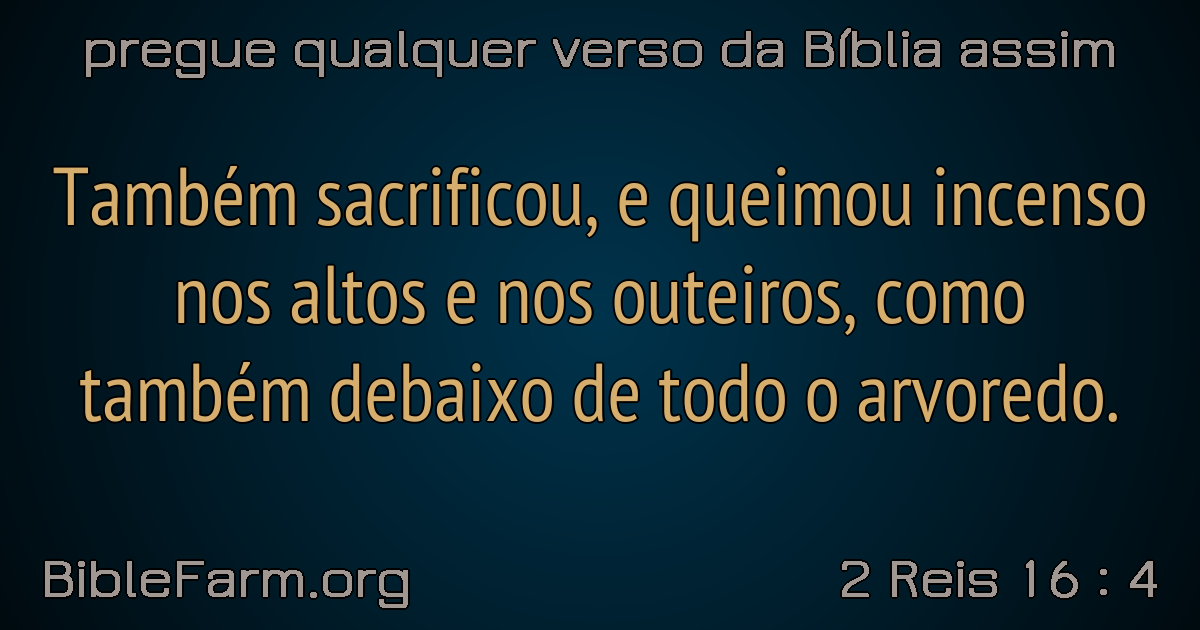 pregue qualquer verso da Bíblia assim
Também sacrificou, e queimou incenso
nos altos e nos outeiros, como
também debaixo de todo o arvoredo.
BibleFarm.org
2 Reis 16 : 4